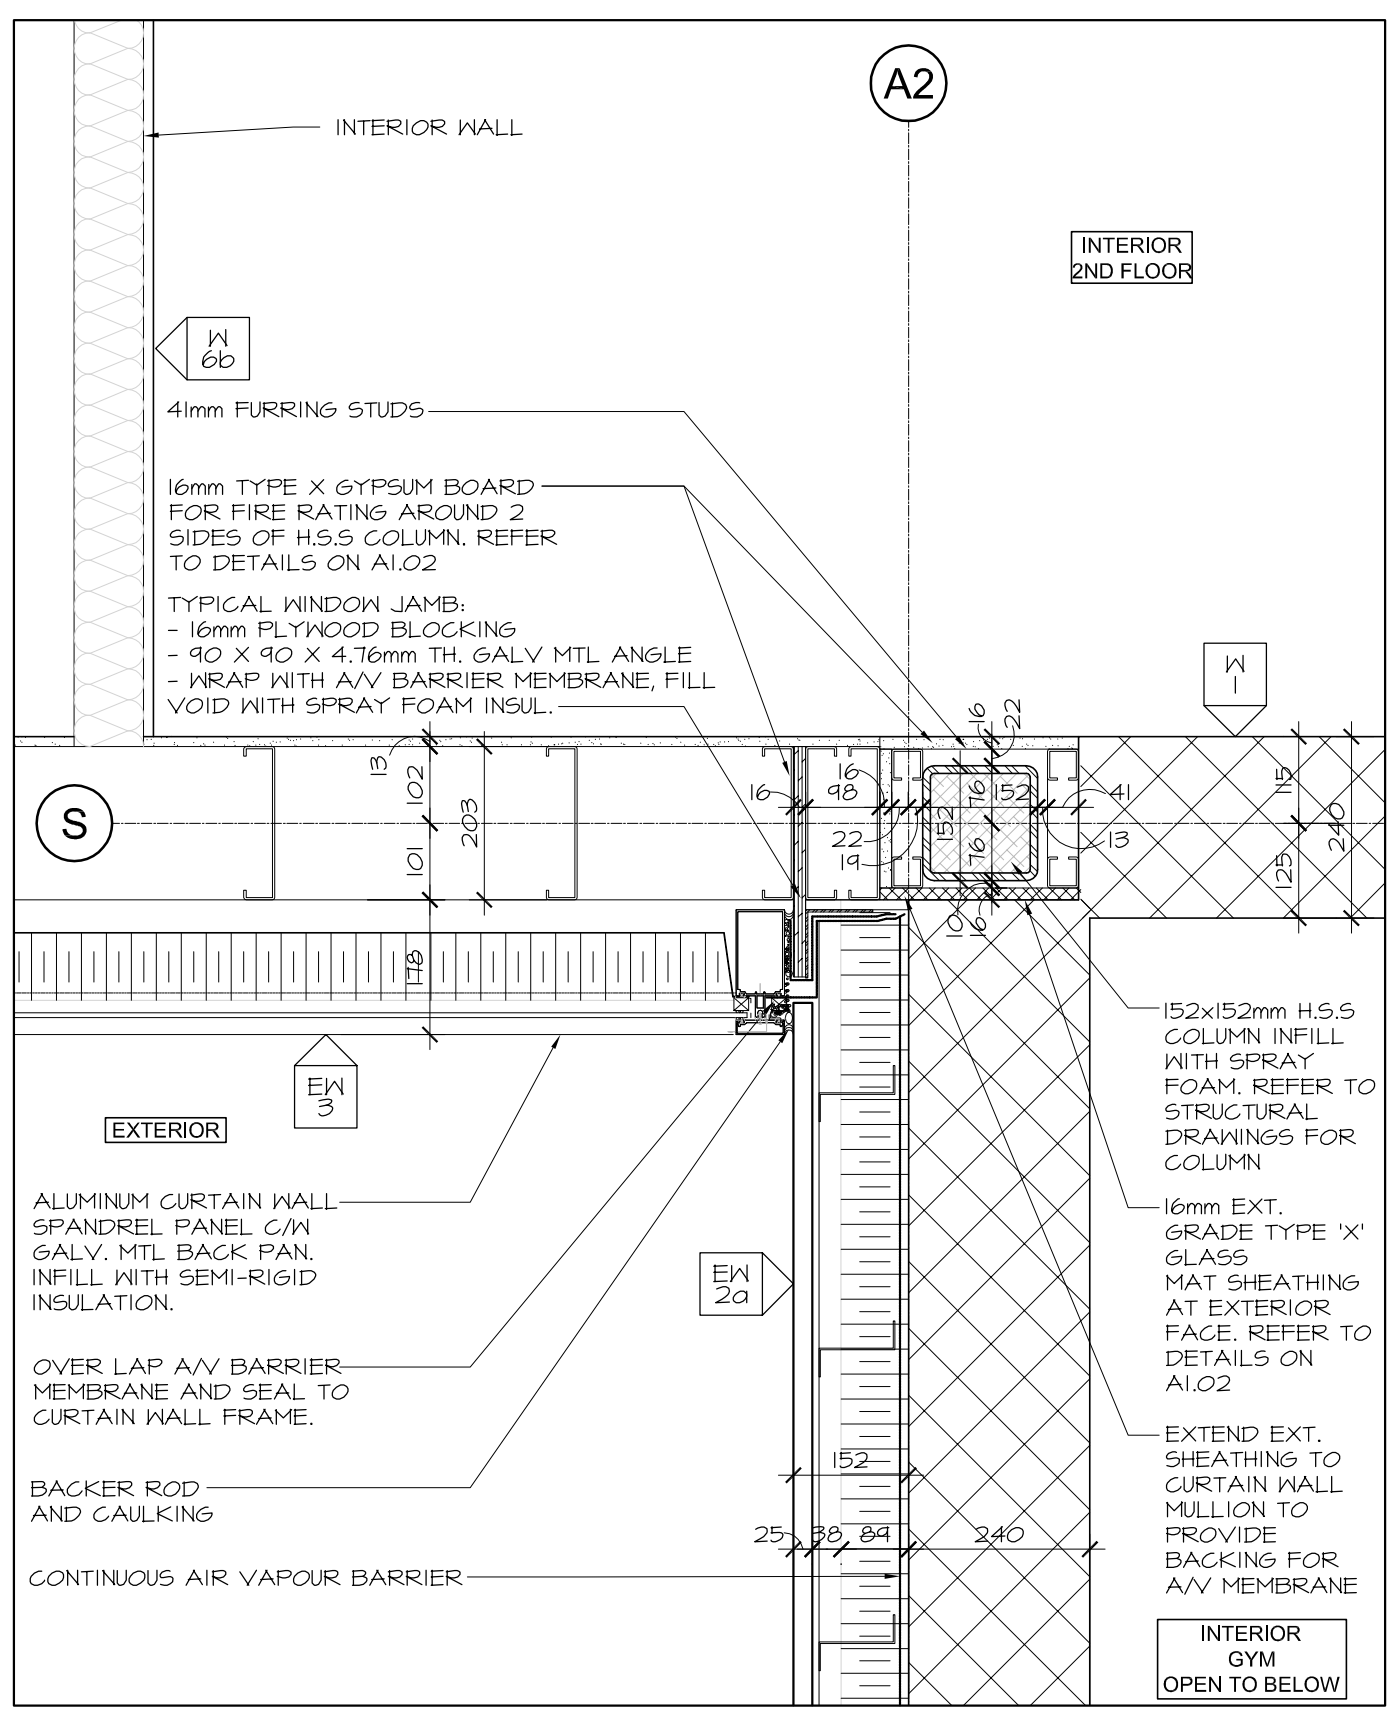 A2
INTERIOR WALL
INTERIOR
2ND FLOOR
W
6b
41mm FURRING STUDS
16mm TYPE X GYPSUM BOARD
FOR FIRE RATING AROUND 2
SIDES OF H.S.S COLUMN. REFER
TO DETAILS ON A1.02
TYPICAL WINDOW JAMB:
- 16mm PLYWOOD BLOCKING
- 90 X 90 X 4.76mm TH. GALV MTL ANGLE
- WRAP WITH A/V BARRIER MEMBRANE, FILL
VOID WITH SPRAY FOAM INSUL.
W-1
16
22
13
102
203
101
178
16
98
16
22
19
152
76
152
76
10
16
41
13
115
125
240
S
EW
3
EXTERIOR
ALUMINUM CURTAIN WALL
SPANDREL PANEL C/W
GALV. MTL BACK PAN.
INFILL WITH SEMI-RIGID
INSULATION.
OVER LAP A/V BARRIER
MEMBRANE AND SEAL TO
CURTAIN WALL FRAME.
BACKER ROD
AND CAULKING
CONTINUOUS AIR VAPOUR BARRIER
EW
2a
152
25
38
89
240
152x152mm H.S.S
COLUMN INFILL
WITH SPRAY
FOAM. REFER TO
STRUCTURAL
DRAWINGS FOR
COLUMN
16mm EXT.
GRADE TYPE 'X'
GLASS
MAT SHEATHING
AT EXTERIOR
FACE. REFER TO
DETAILS ON
A1.02
EXTEND EXT.
SHEATHING TO
CURTAIN WALL
MULLION TO
PROVIDE
BACKING FOR
A/V MEMBRANE
INTERIOR
GYM
OPEN TO BELOW